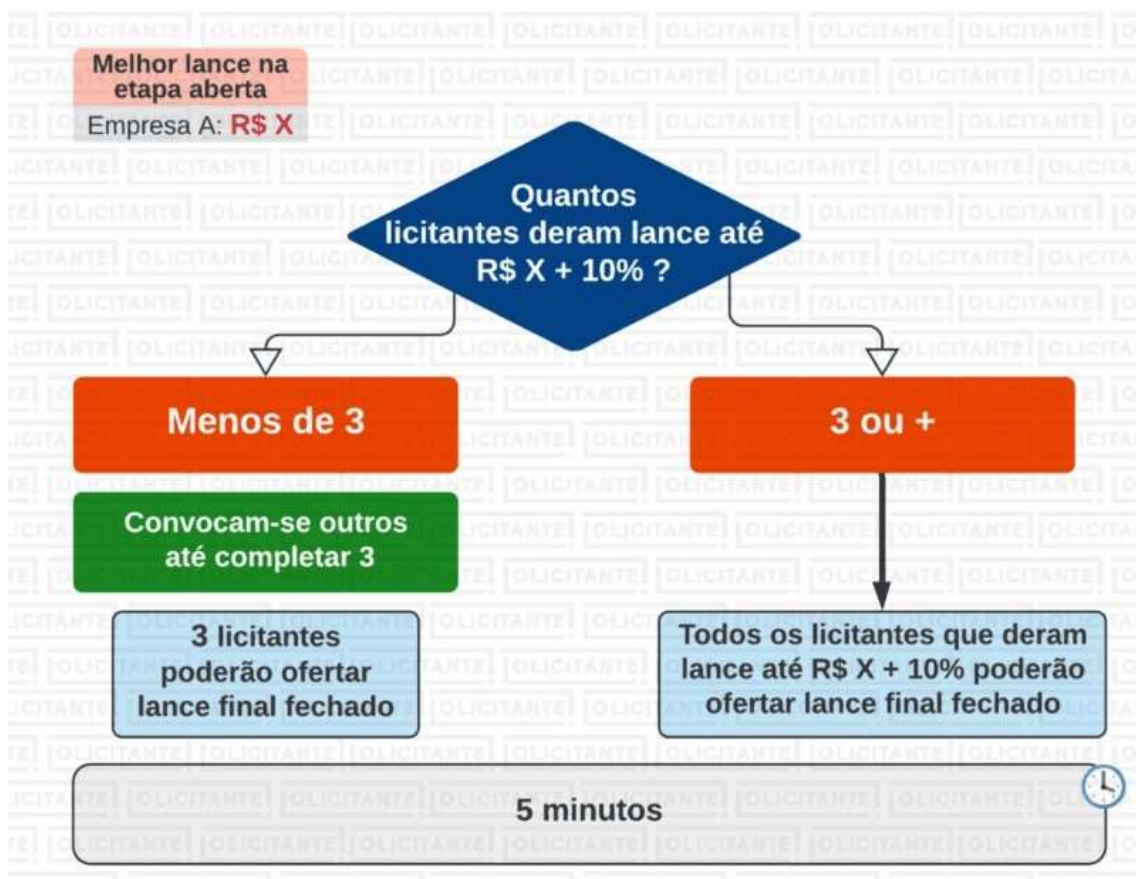 Melhor lance na
etapa aberta
Empresa A: R$ X
Quantos
licitantes deram lance até
R$ X + 10% ?
Menos de 3
3 ou +
Convocam-se outros
até completar 3
3 licitantes
poderão ofertar
lance final fechado
Todos os licitantes que deram
lance até R$ X + 10% poderão
ofertar lance final fechado
5 minutos